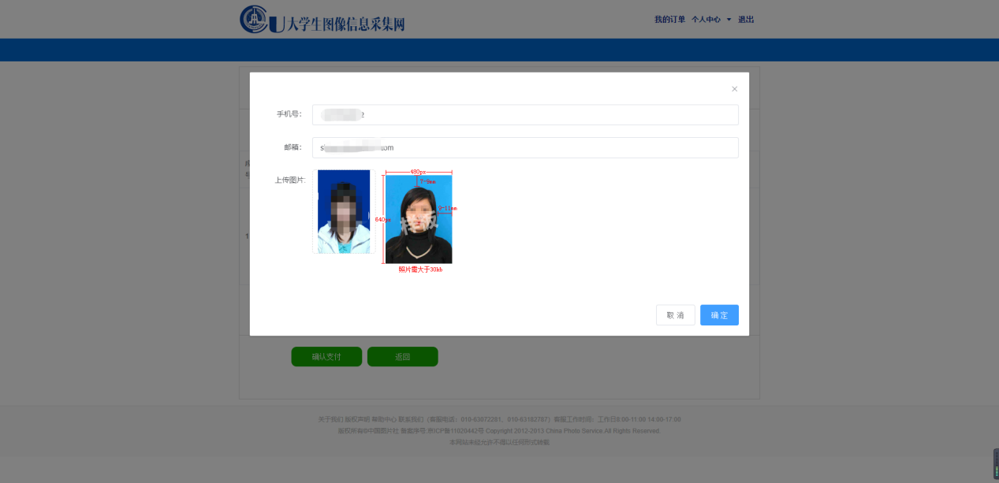 大学生图像信息采集网
我的订单 个人中心 退出
手机号:
2
邮箱:
s
com
上传图片:
480px
7-9mm
9-11mm
640px
模版
照片需大于30kb
取 消 确 定
号
1
确认支付 返回
关于我们 版权声明 帮助中心 联系我们（客服电话：010-63072281，010-63182787）客服工作时间：工作日8:00-11:00 14:00-17:00
版权所有©中国图片社 备案序号:京ICP备11020442号 Copyright 2012-2013 China Photo Service.All Rights Reserved
本网站未经允许不得以任何形式转载